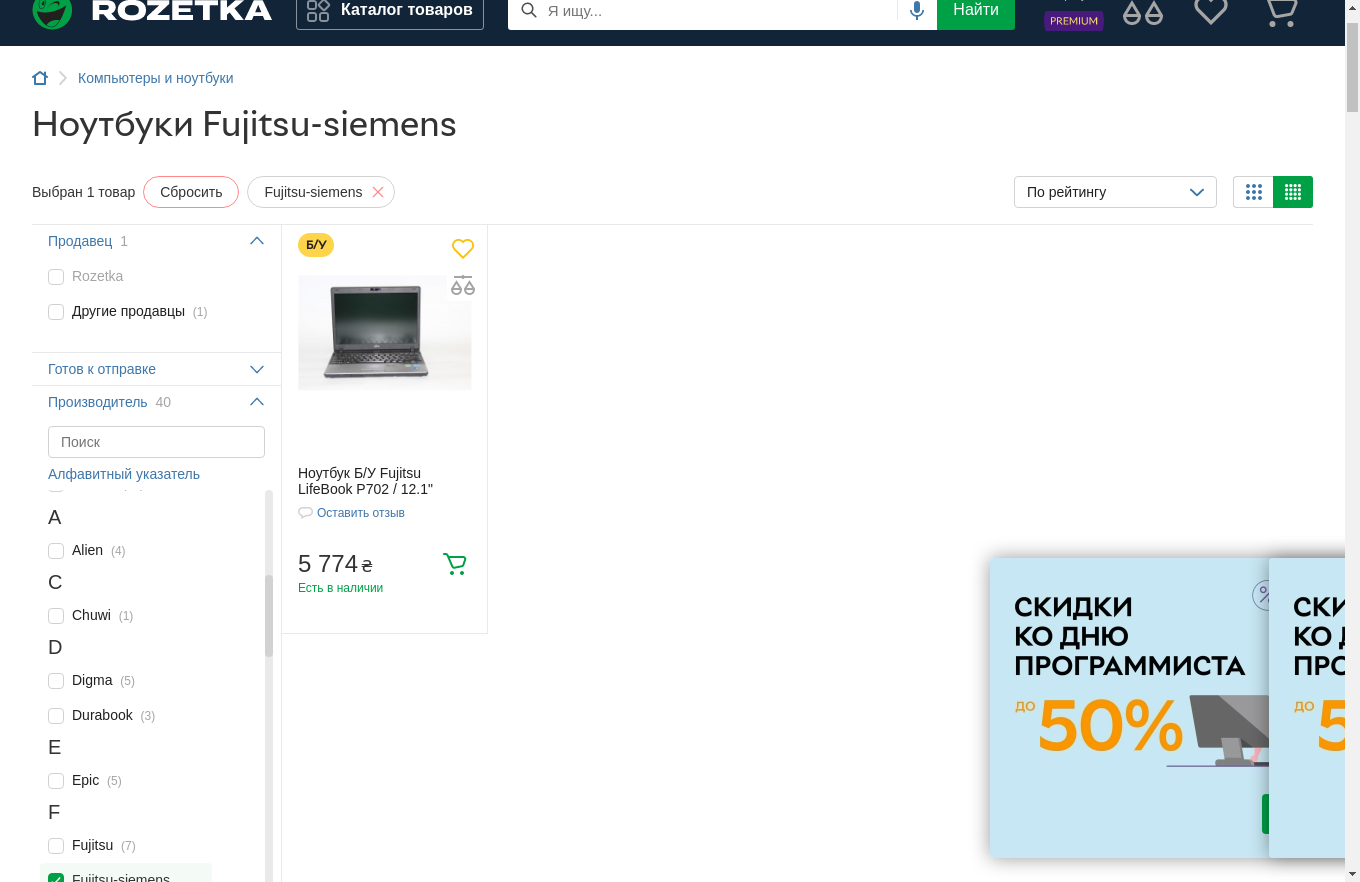 ROZETKA
Каталог товаров
Я ищу...
Найти
PREMIUM
Компьютеры и ноутбуки
Ноутбуки Fujitsu-siemens
Выбран 1 товар
Сбросить
Fujitsu-siemens
По рейтингу
Продавец 1
Rozetka
Другие продавцы (1)
Готов к отправке
Производитель 40
Поиск
Алфавитный указатель
A
Alien (4)
C
Chuwi (1)
D
Digma (5)
Durabook (3)
E
Epic (5)
F
Fujitsu (7)
Fujitsu-siemens
Б/У
Ноутбук Б/У Fujitsu
LifeBook P702 / 12.1"
Оставить отзыв
5 774 ₴
Есть в наличии
СКИДКИ
КО ДНЮ
ПРОГРАММИСТА
ДО 50%
СКИ
КО
ПРО
ДО 5